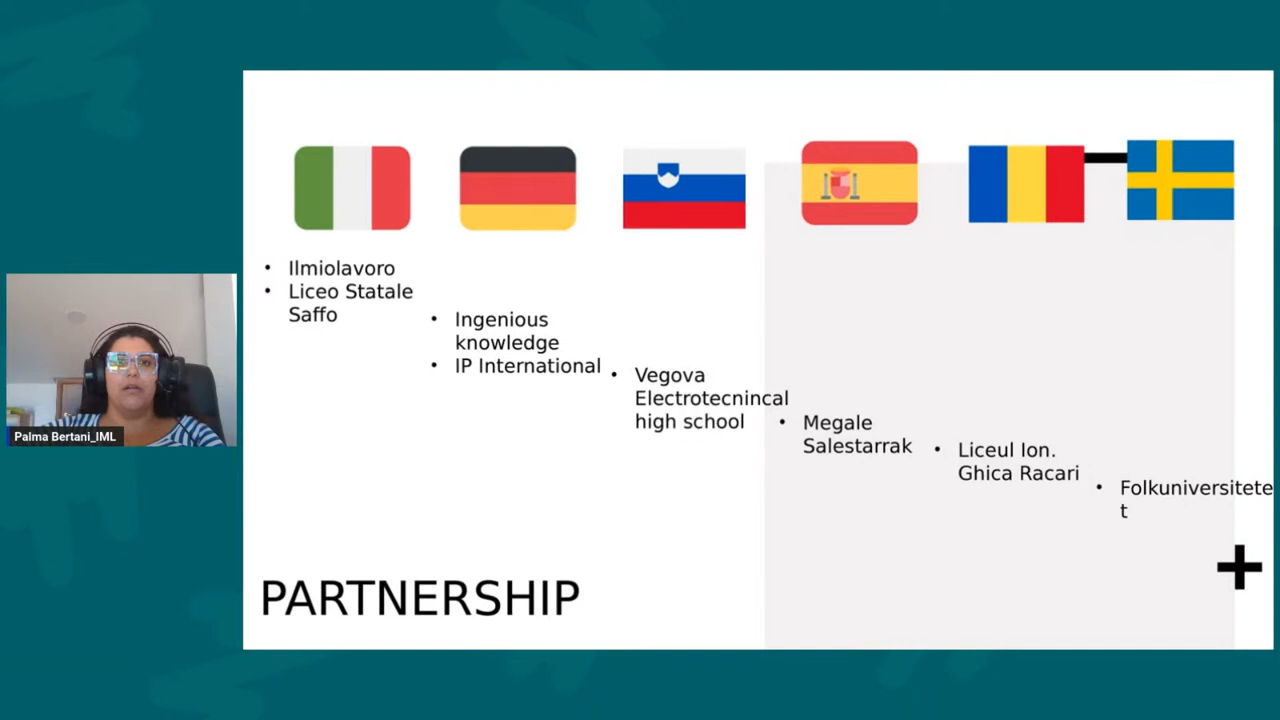 Ilmiolavoro
Liceo Statale
Saffo
Ingenious
knowledge
IP International
Vegova
Electrotecnincal
high school
Megale
Salestarrak
Liceul Ion.
Ghica Racari
Folkuniversitete
t
Palma Bertani_IML
PARTNERSHIP